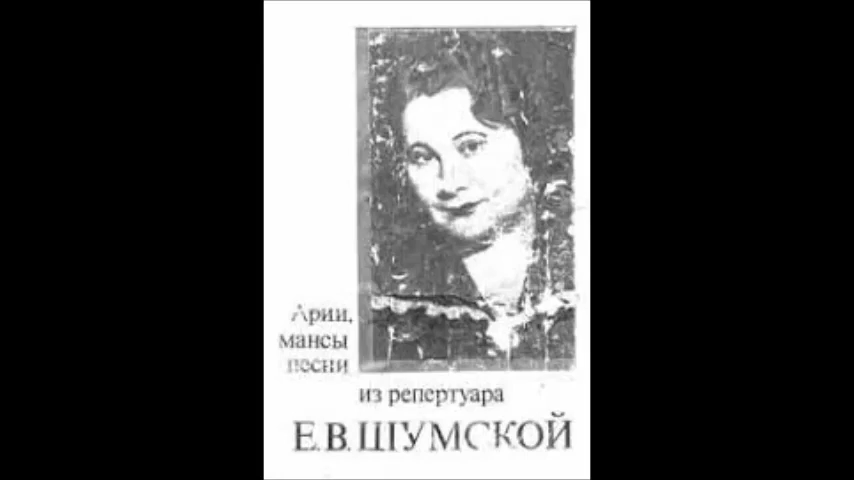 Арии,
мансы
песни
из репертуара
Е.В. ШУМСКОЙ